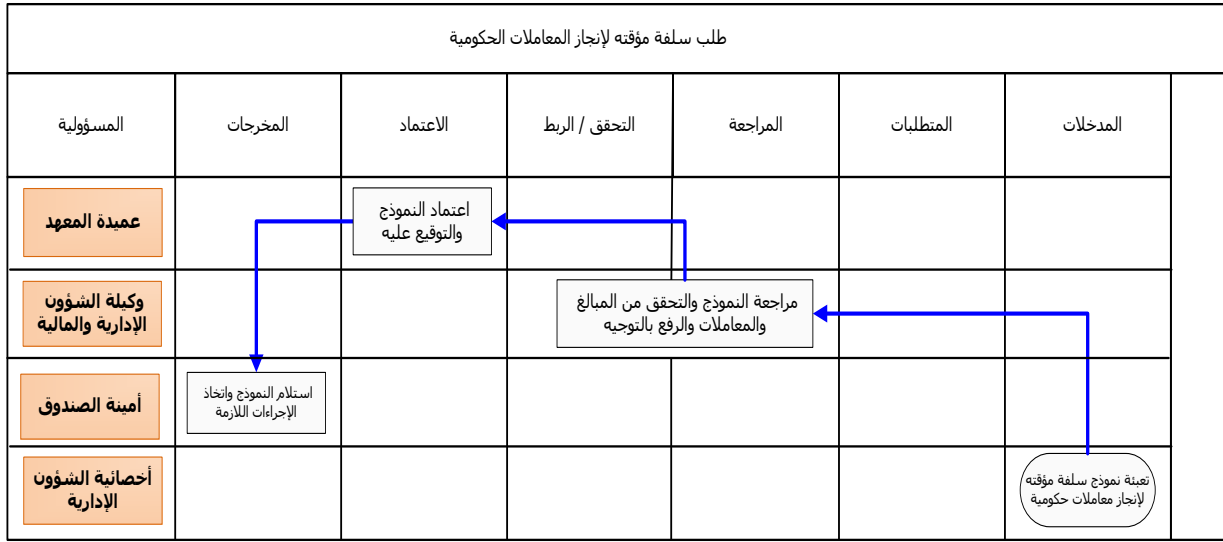 طلب سلفة مؤقته لإنجاز المعاملات الحكومية
المدخلات
المتطلبات
المراجعة
التحقق / الربط
الاعتماد
المخرجات
المسؤولية
اعتماد النموذج
والتوقيع عليه
عميدة المعهد
مراجعة النموذج والتحقق من المبالغ
والمعاملات والرفع بالتوجيه
وكيلة الشؤون
الإدارية والمالية
استلام النموذج واتخاذ
الإجراءات اللازمة
أمينة الصندوق
تعبئة نموذج سلفة مؤقته
لإنجاز معاملات حكومية
أخصائية الشؤون
الإدارية